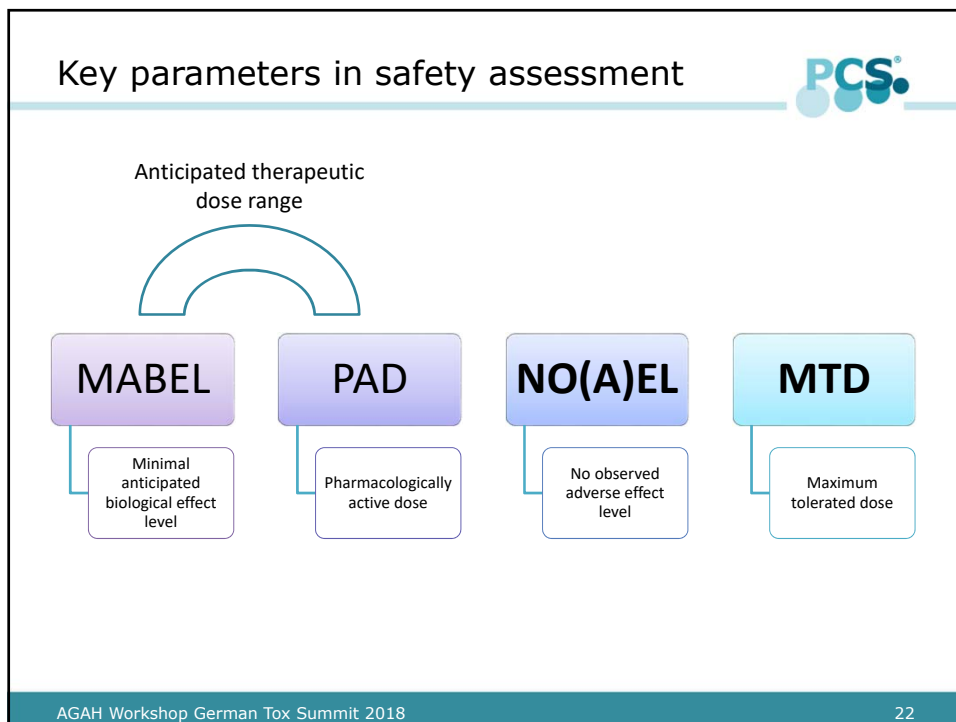 Key parameters in safety assessment
PCS®
Anticipated therapeutic
dose range
MABEL
PAD
NO(A)EL
MTD
Minimal
anticipated
biological effect
level
Pharmacologically
active dose
No observed
adverse effect
level
Maximum
tolerated dose
AGAH Workshop German Tox Summit 2018
22